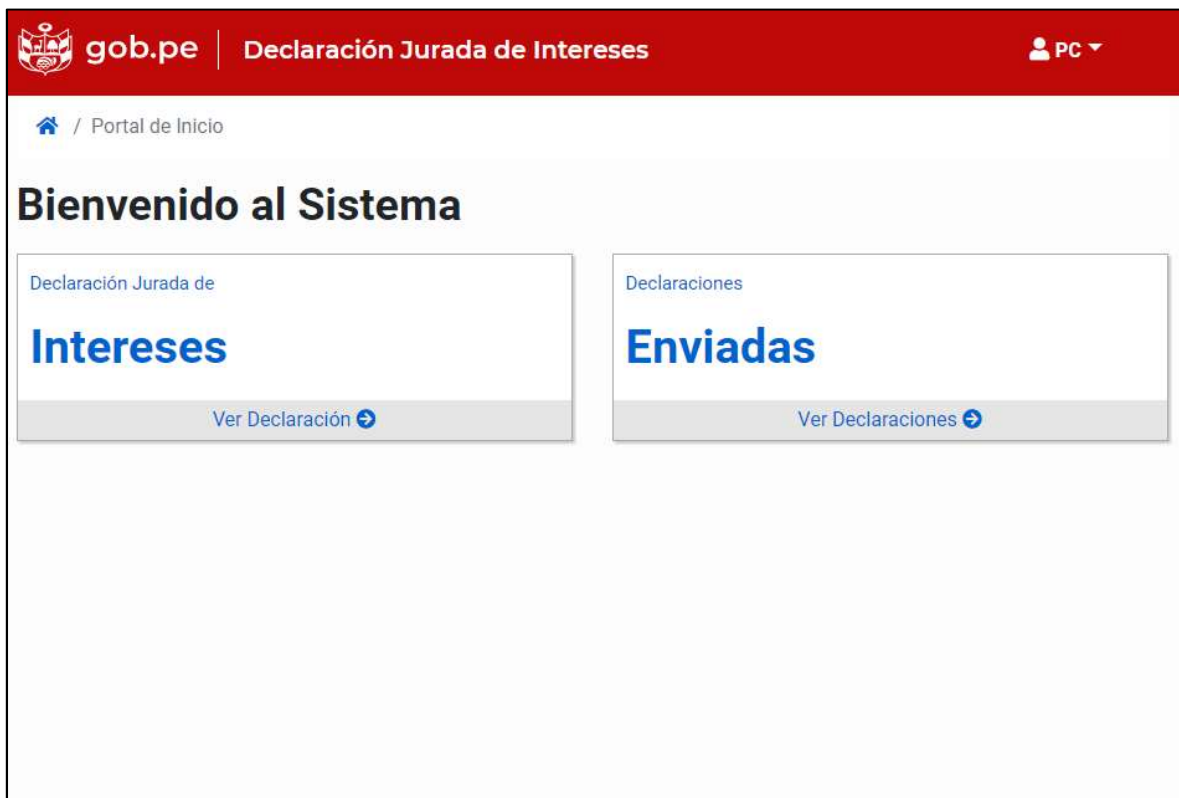 gob.pe
Declaración Jurada de Intereses
PC
/ Portal de Inicio
Bienvenido al Sistema
Declaración Jurada de
Intereses
Ver Declaración
Declaraciones
Enviadas
Ver Declaraciones